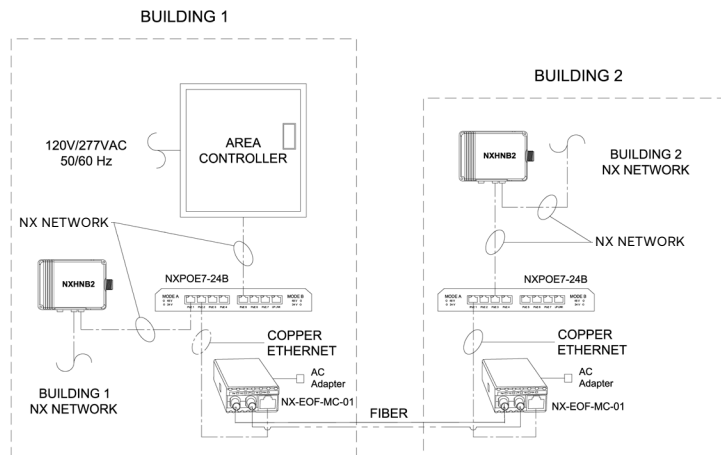 BUILDING 1
BUILDING 2
120V/277VAC
50/60 Hz
AREA
CONTROLLER
NXHNB2
BUILDING 2
NX NETWORK
NX NETWORK
NX NETWORK
NXHNB2
NXPOE7-24B
MODE A
MODE B
NXPOE7-24B
MODE A
MODE B
COPPER
ETHERNET
COPPER
ETHERNET
BUILDING 1
NX NETWORK
AC
Adapter
NX-EOF-MC-01
AC
Adapter
NX-EOF-MC-01
FIBER